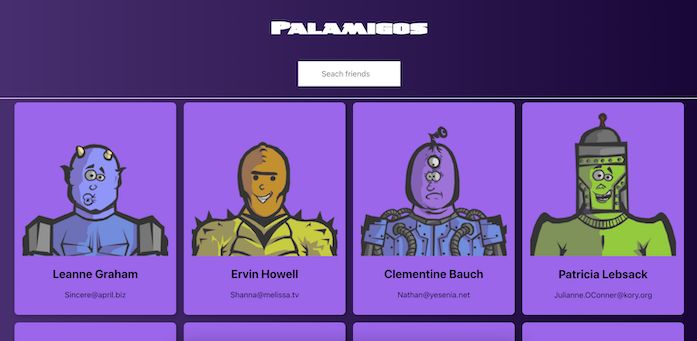 Palamigos
Seach friends
Leanne Graham
Sincere@april.biz
Ervin Howell
Shanna@melissa.tv
Clementine Bauch
Nathan@yesenia.net
Patricia Lebsack
Julianne.OConner@kory.org